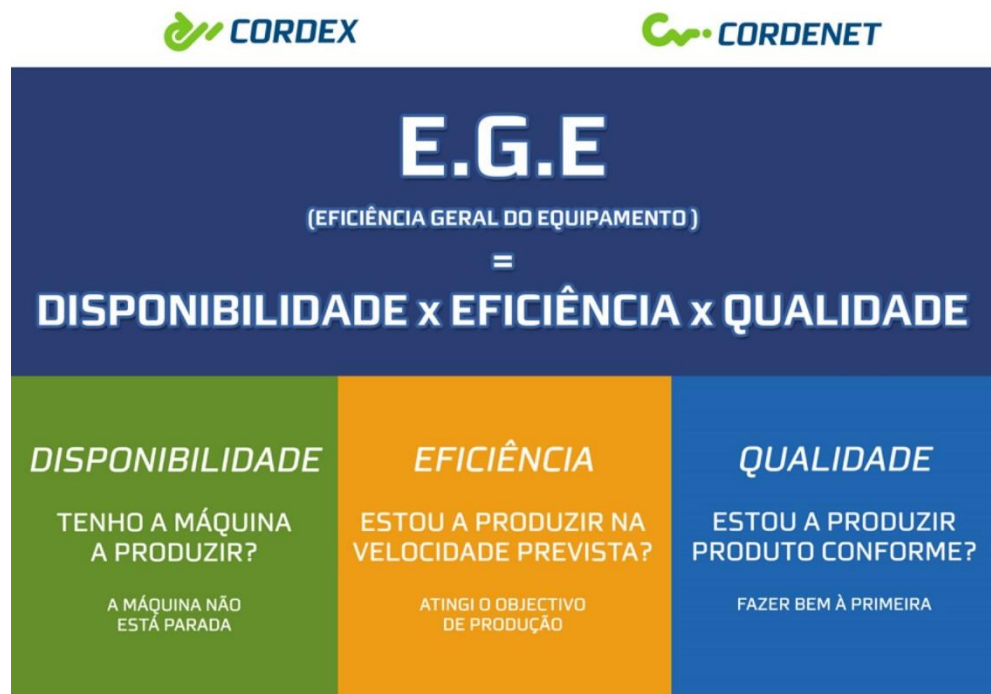 CORDEX
CORDENET
E.G.E
(EFICIÊNCIA GERAL DO EQUIPAMENTO)
=
DISPONIBILIDADE x EFICIÊNCIA x QUALIDADE
DISPONIBILIDADE
TENHO A MÁQUINA
A PRODUZIR?
A MÁQUINA NÃO
ESTÁ PARADA
EFICIÊNCIA
ESTOU A PRODUZIR NA
VELOCIDADE PREVISTA?
ATINGI O OBJECTIVO
DE PRODUÇÃO
QUALIDADE
ESTOU A PRODUZIR
PRODUTO CONFORME?
FAZER BEM À PRIMEIRA